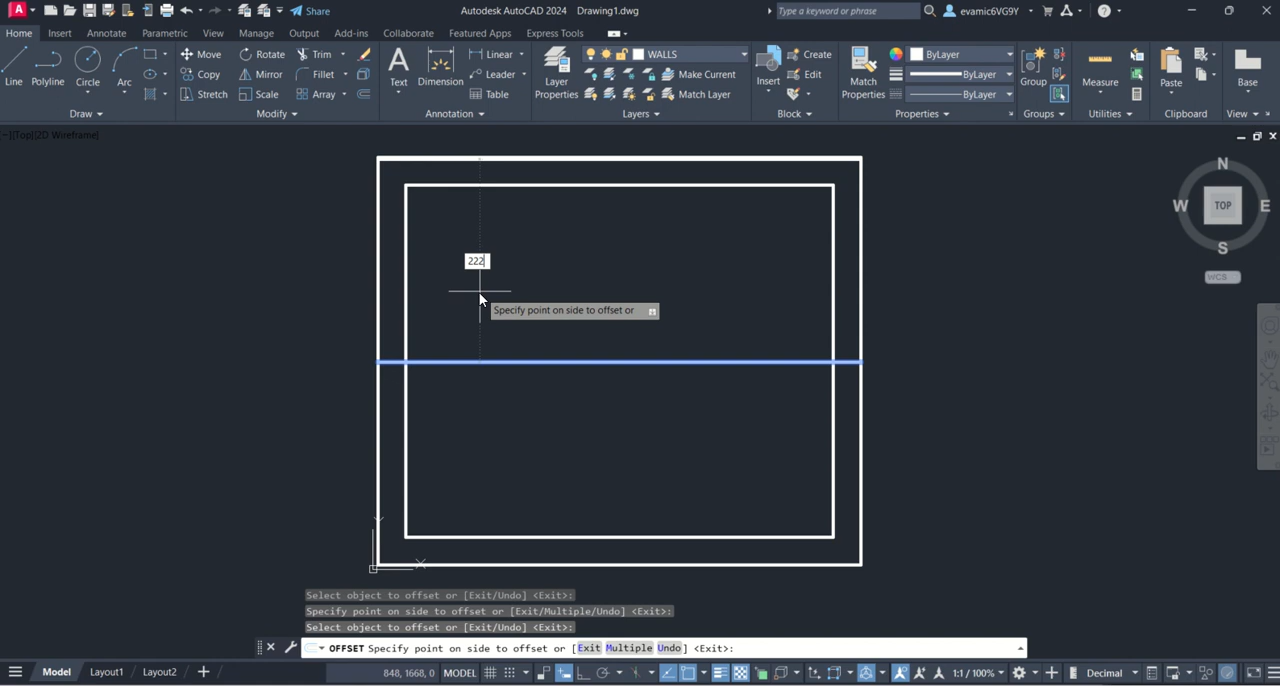 A Share Autodesk AutoCAD 2024 Drawing1.dwg Type a keyword or phrase evamic6VG9Y ?
Home Insert Annotate Parametric View Manage Output Add-ins Collaborate Featured Apps Express Tools
Line Polyline Circle Arc
Move Rotate Trim
Copy Mirror Fillet
Stretch Scale Array
Text Dimension
Linear
Leader
Table
Layer Properties
WALLS
Make Current
Match Layer
Insert
Create
Edit
Match Properties
ByLayer
ByLayer
ByLayer
Group
Measure
Paste
Base
Draw Modify Annotation Layers Block Properties Groups Utilities Clipboard View
−][Top][2D Wireframe]
N
W TOP E
S
WCS
222
Specify point on side to offset or
Select object to offset or [Exit/Undo] <Exit>:
Specify point on side to offset or [Exit/Multiple/Undo] <Exit>:
Select object to offset or [Exit/Undo] <Exit>:
OFFSET Specify point on side to offset or [Exit Multiple Undo] <Exit>:
Model Layout1 Layout2 + 848, 1668, 0 MODEL 1:1 / 100% Decimal